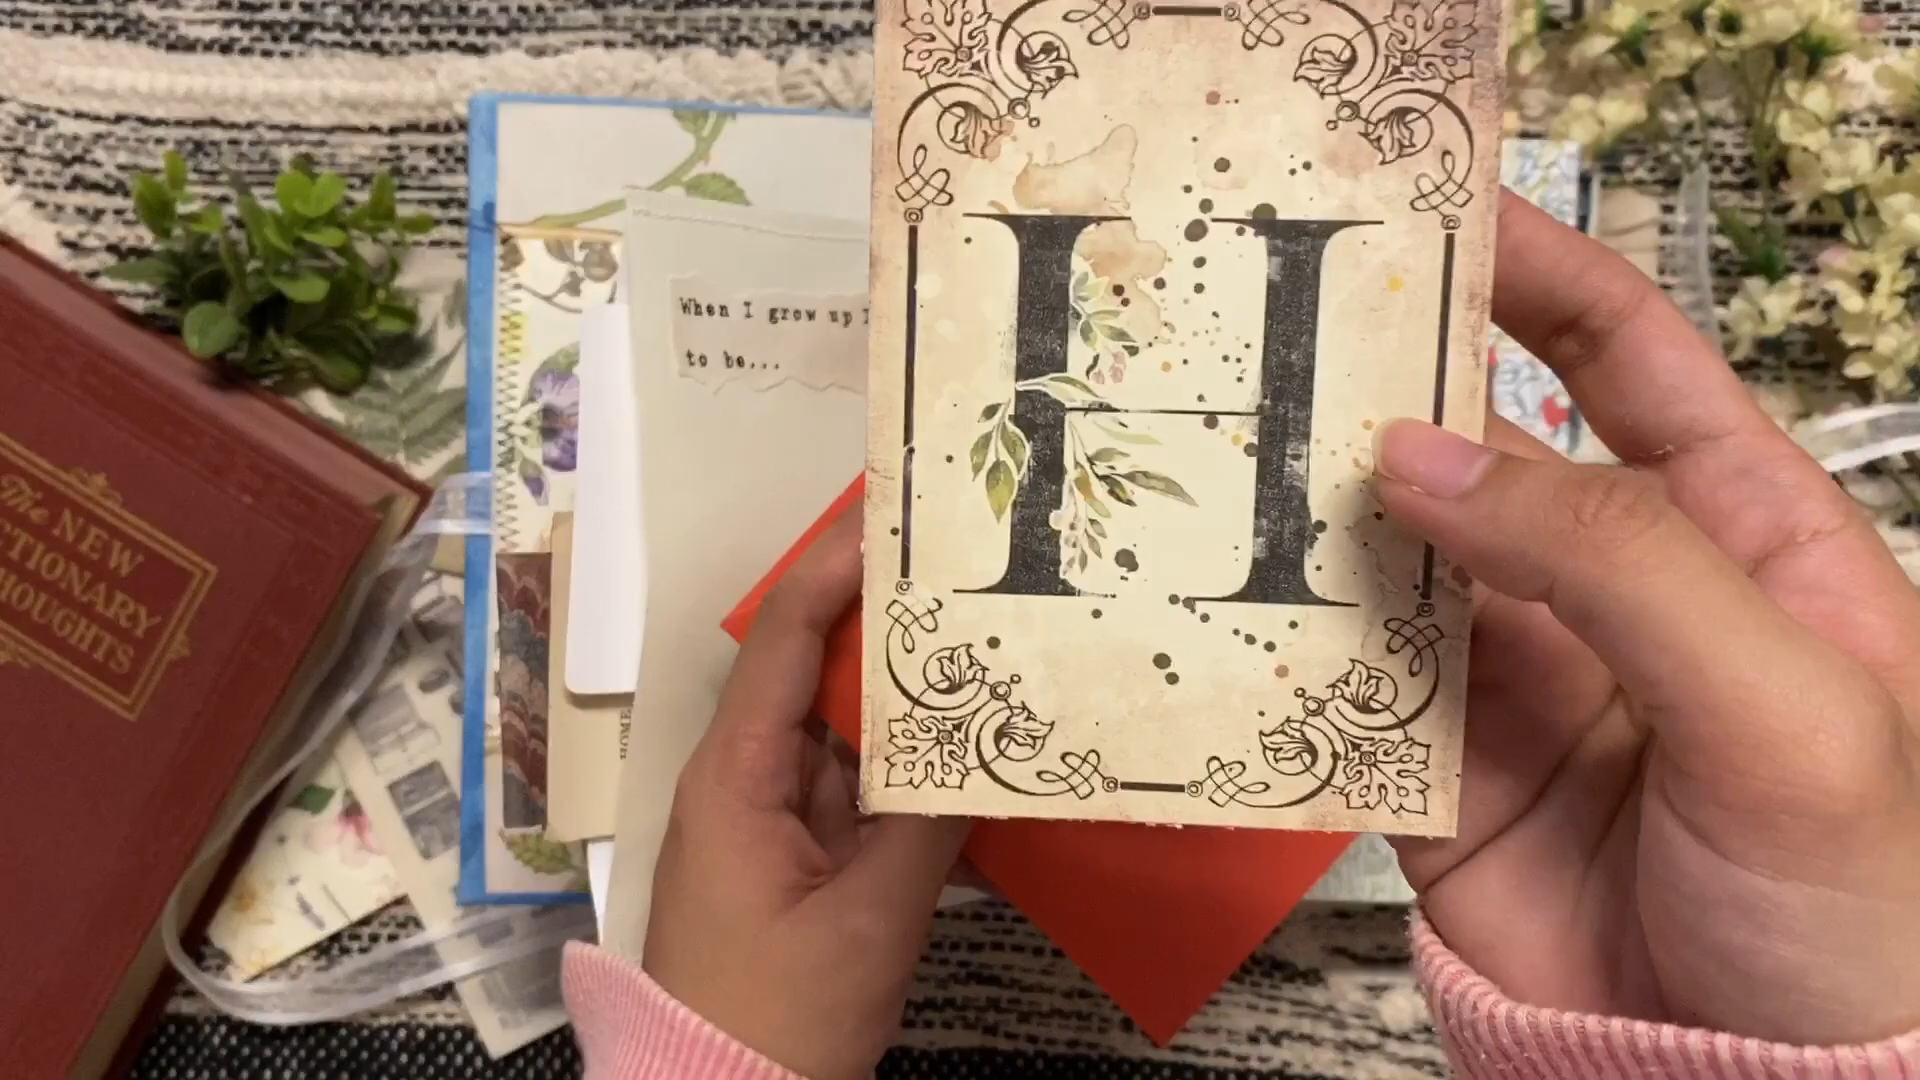 H
When I grow up I
to be...
The NEW
CTIONARY
HOUGHTS